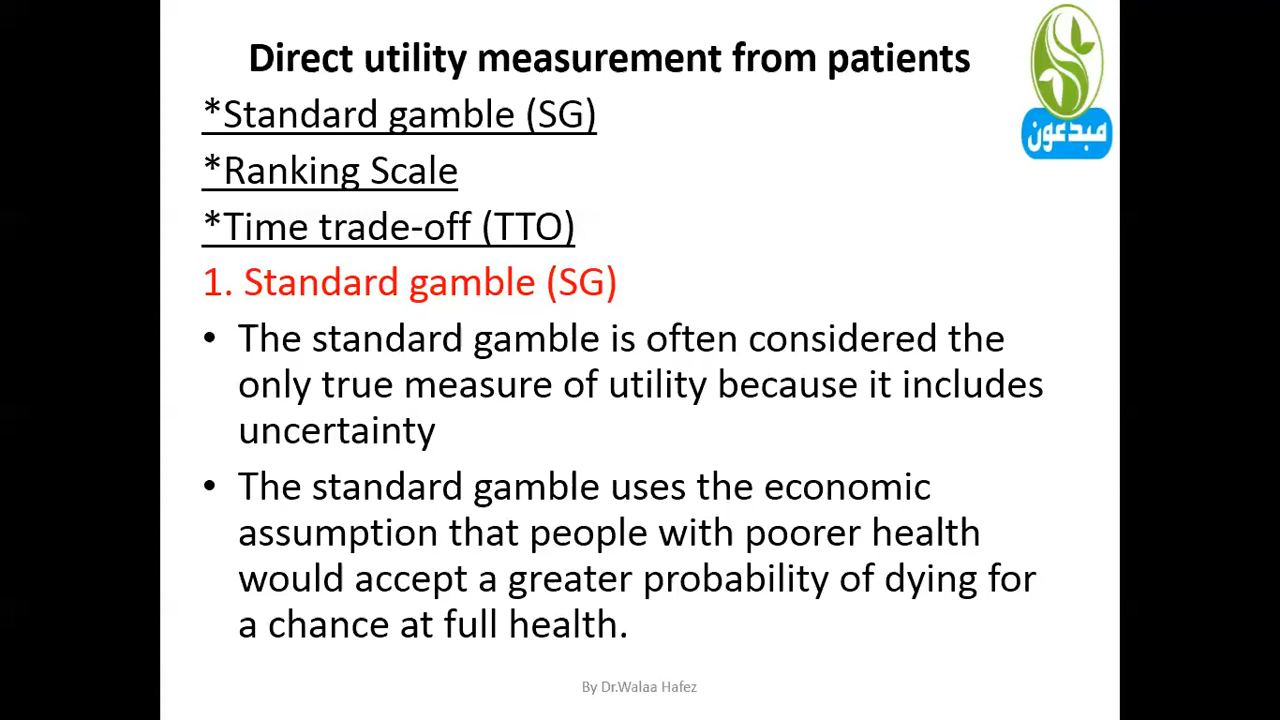 Direct utility measurement from patients
مبدعون
*Standard gamble (SG)
*Ranking Scale
*Time trade-off (TTO)
1. Standard gamble (SG)
• The standard gamble is often considered the
only true measure of utility because it includes
uncertainty
• The standard gamble uses the economic
assumption that people with poorer health
would accept a greater probability of dying for
a chance at full health.
By Dr.Walaa Hafez